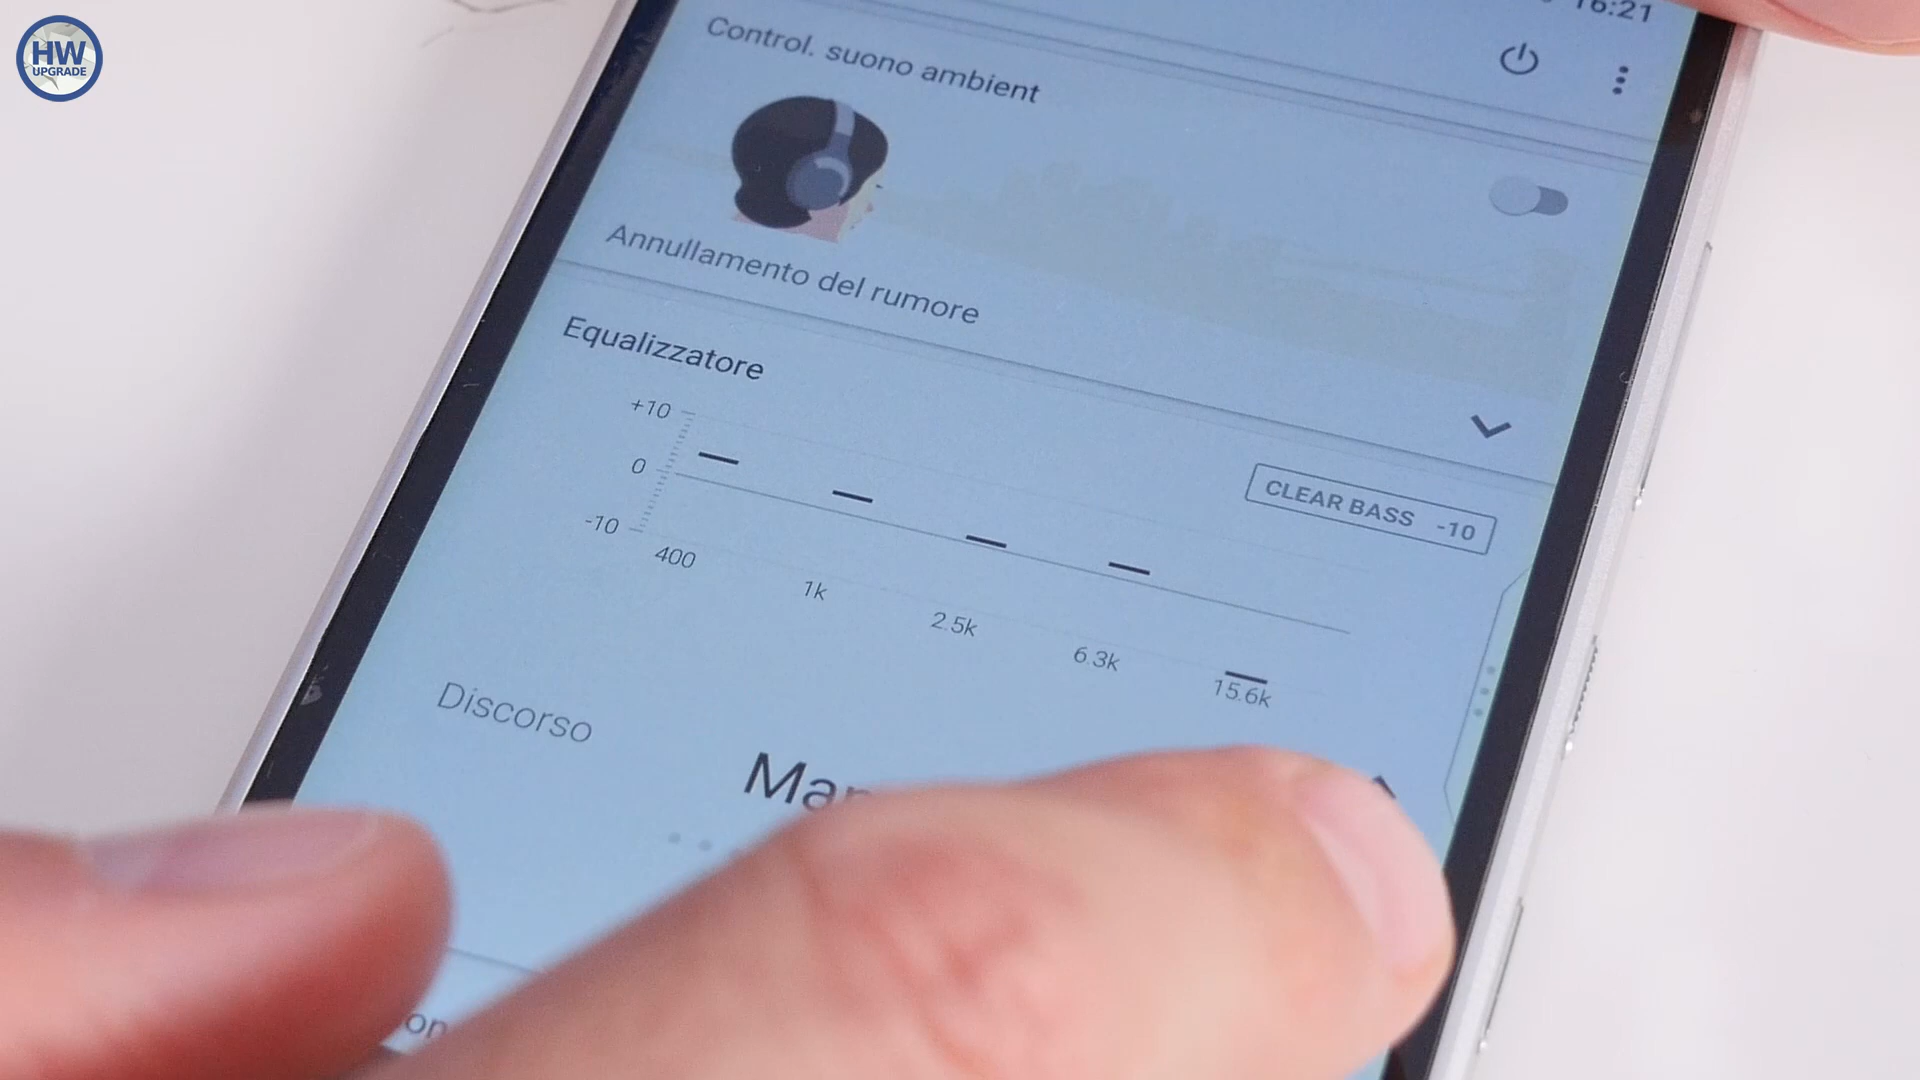 HW
UPGRADE
16:21
Control. suono ambient
Annullamento del rumore
Equalizzatore
+10
0
-10
CLEAR BASS -10
400
1k
2.5k
6.3k
15.6k
Discorso